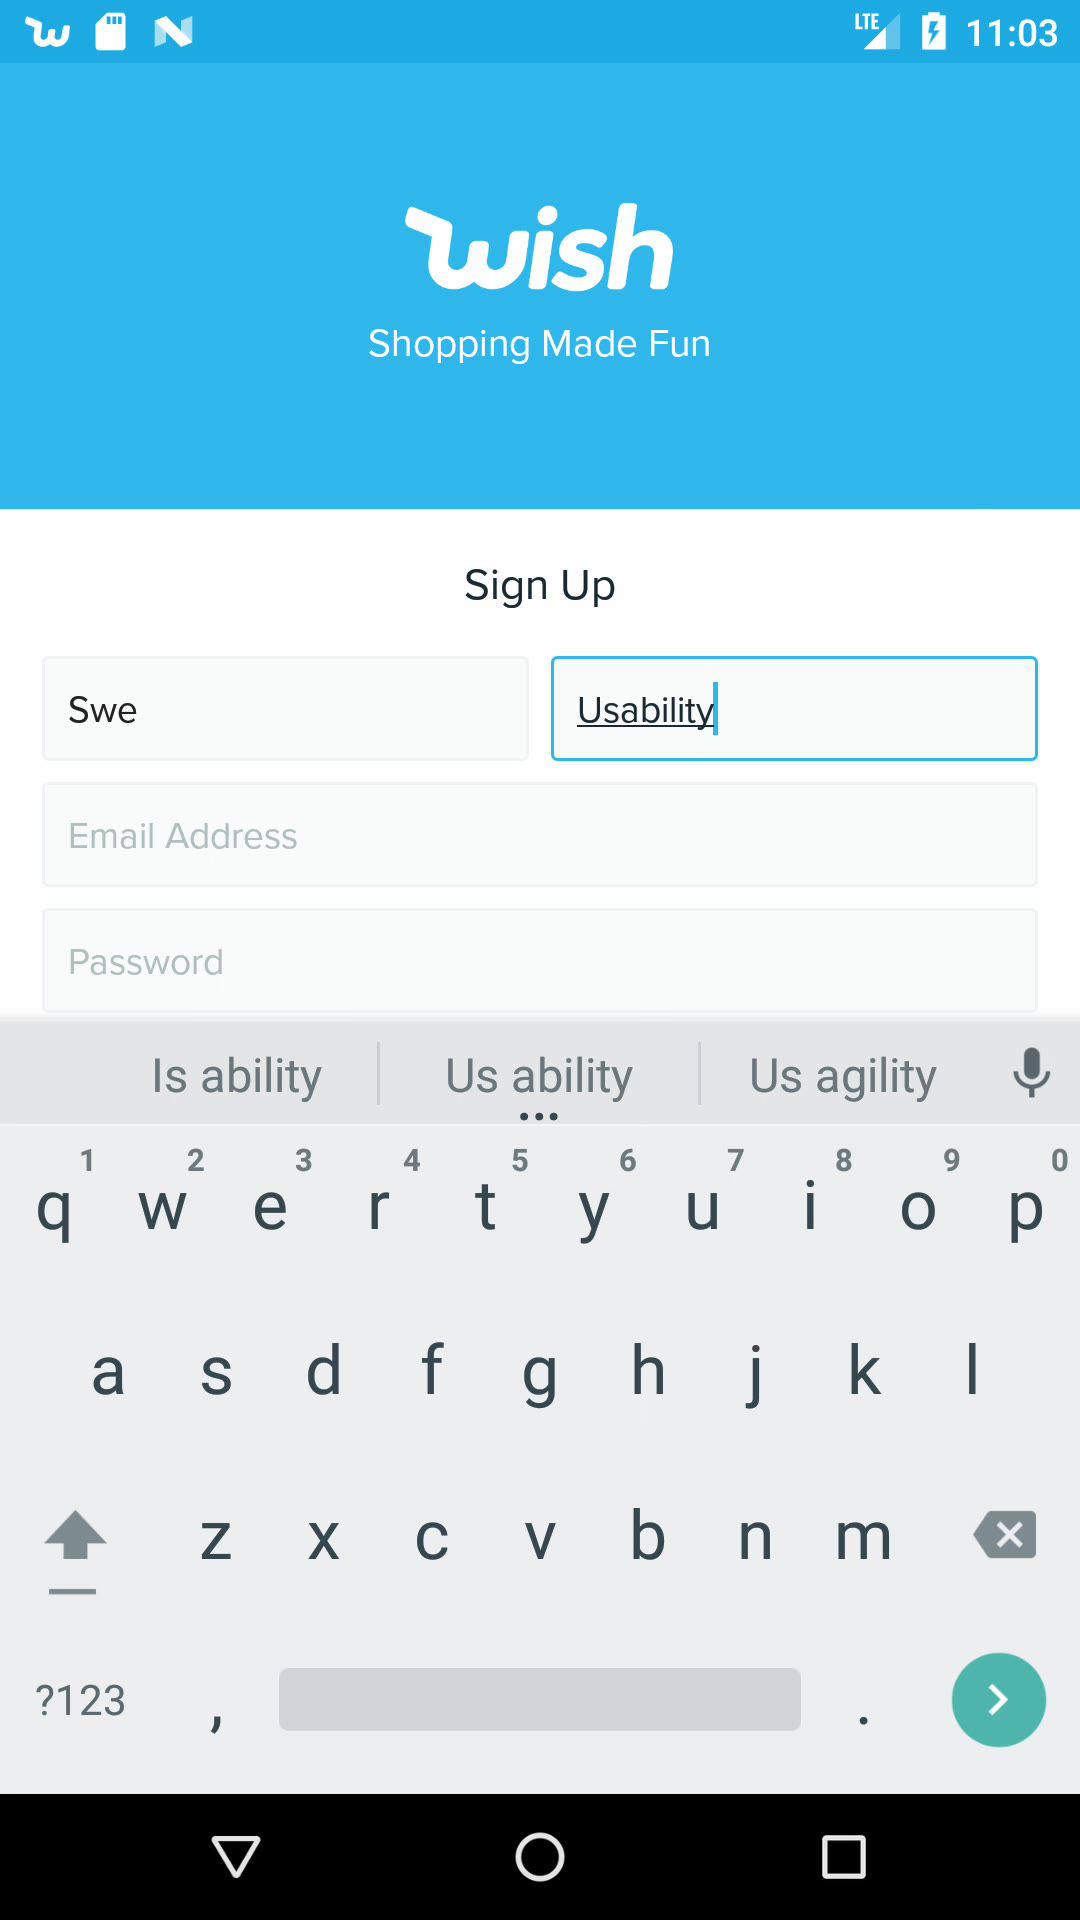 LTE 11:03
wish
Shopping Made Fun
Sign Up
Swe Usability
Email Address
Password
Is ability Us ability Us agility
1 2 3 4 5 6 7 8 9 0
q w e r t y u i o p
a s d f g h j k l
z x c v b n m
?123 , .